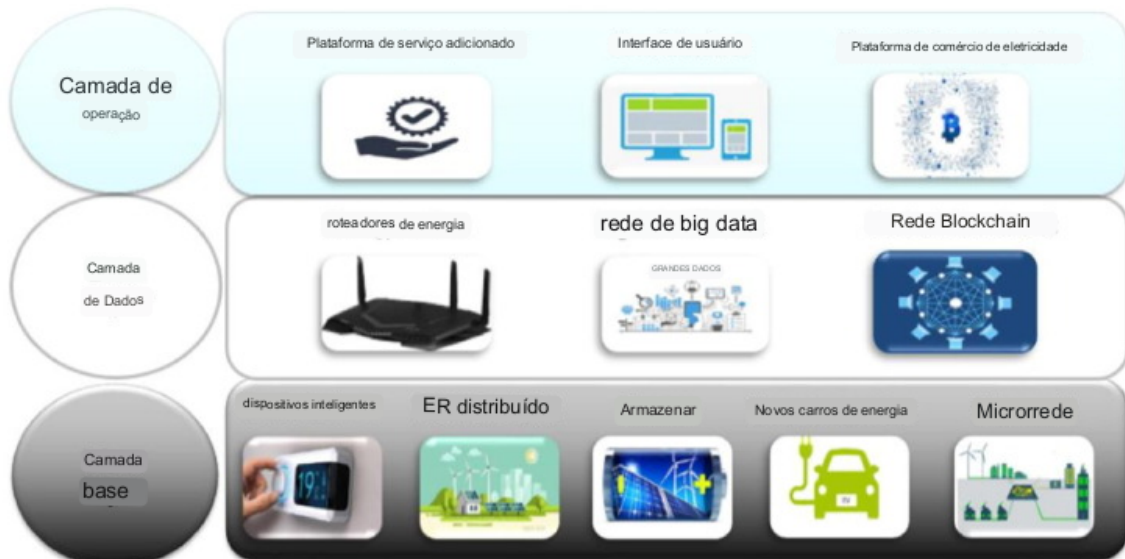 Camada de
operação
Plataforma de serviço adicionado
Interface de usuário
Plataforma de comércio de eletricidade
Camada
de Dados
roteadores de energia
rede de big data
Rede Blockchain
GRANDES DADOS
Camada
base
dispositivos inteligentes
ER distribuído
Armazenar
Novos carros de energia
Microrrede